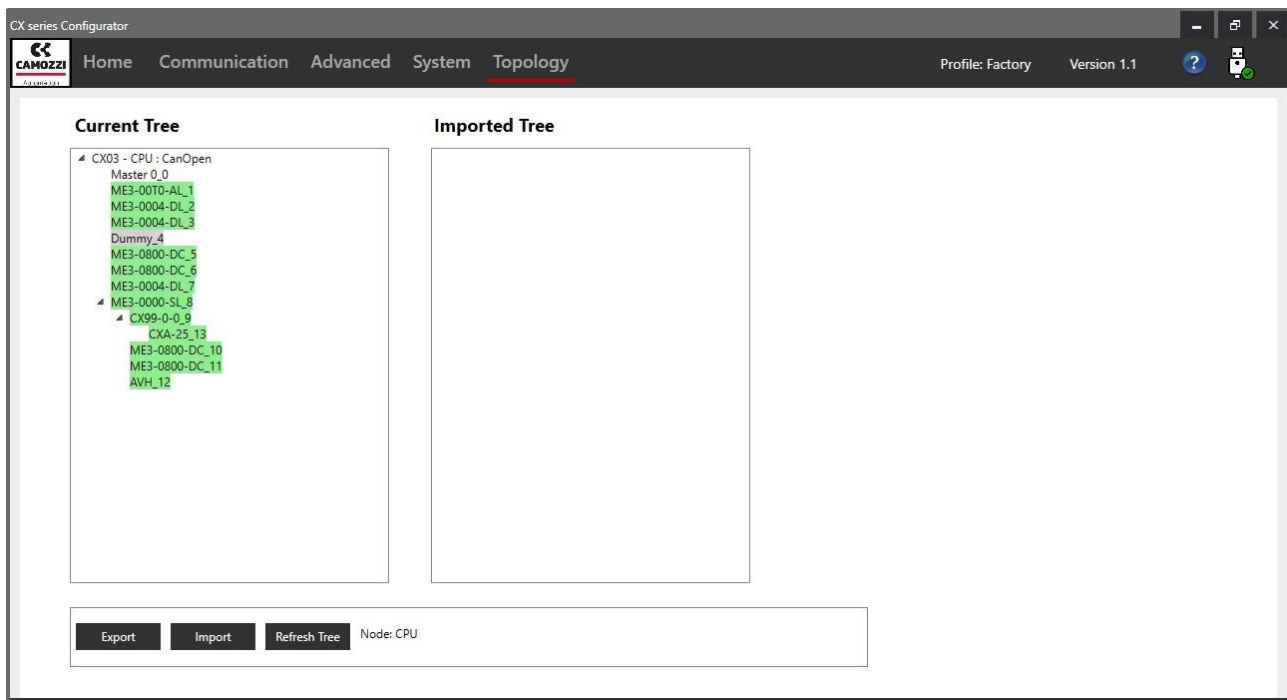 CX series Configurator
CAMOZZI
Automation
Home Communication Advanced System Topology Profile: Factory Version 1.1 ?
Current Tree Imported Tree
CX03 - CPU : CanOpen
Master 0_0
ME3-00T0-AL_1
ME3-0004-DL_2
ME3-0004-DL_3
Dummy_4
ME3-0800-DC_5
ME3-0800-DC_6
ME3-0004-DL_7
ME3-0000-SL_8
CX99-0-0_9
CXA-25_13
ME3-0800-DC_10
ME3-0800-DC_11
AVH_12
Export Import Refresh Tree Node: CPU